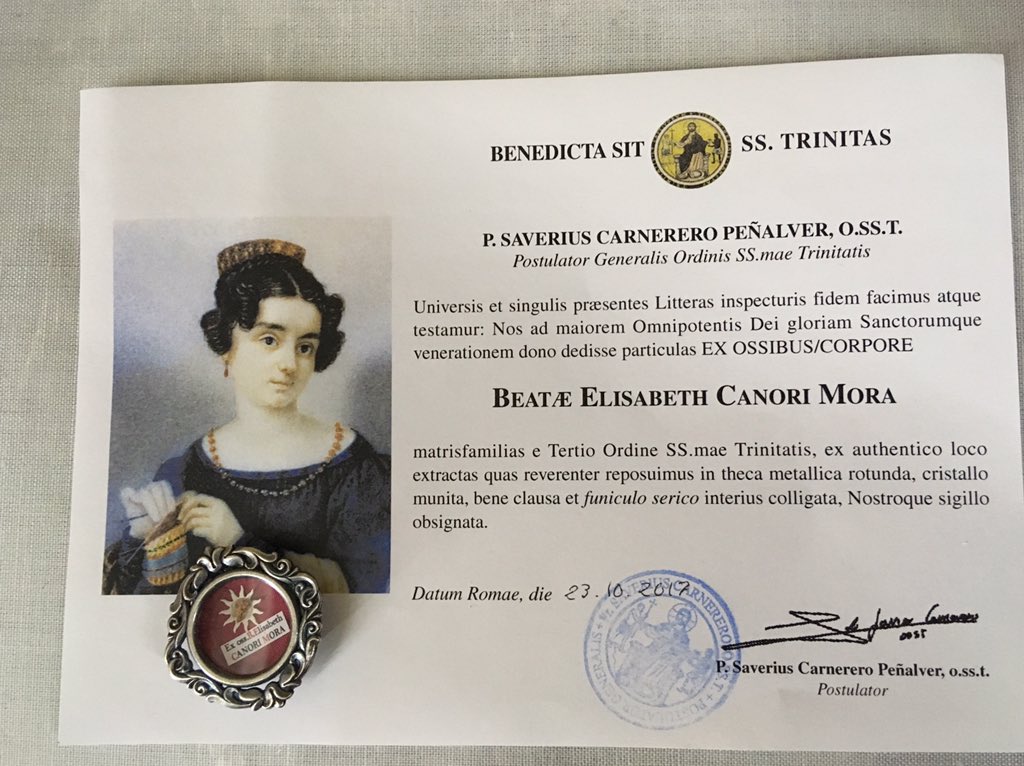 BENEDICTA SIT SS. TRINITAS
P. SAVERIUS CARNERERO PEÑALVER, O.SS.T.
Postulator Generalis Ordinis SS.mae Trinitatis
Universis et singulis præsentes Litteras inspecturis fidem facimus atque
testamur: Nos ad maiorem Omnipotentis Dei gloriam Sanctorumque
venerationem dono dedisse particulas EX OSSIBUS/CORPORE
BEATÆ ELISABETH CANORI MORA
matrisfamilias e Tertio Ordine SS.mae Trinitatis, ex authentico loco
extractas quas reverenter reposuimus in theca metallica rotunda, cristallo
munita, bene clausa et funiculo serico interius colligata, Nostroque sigillo
obsignata.
Datum Romae, die 23.10.2017
P. Saverius Carnerero Peñalver, o.ss.t.
Postulator
Ex oss. B. Elisabeth
CANORI MORA